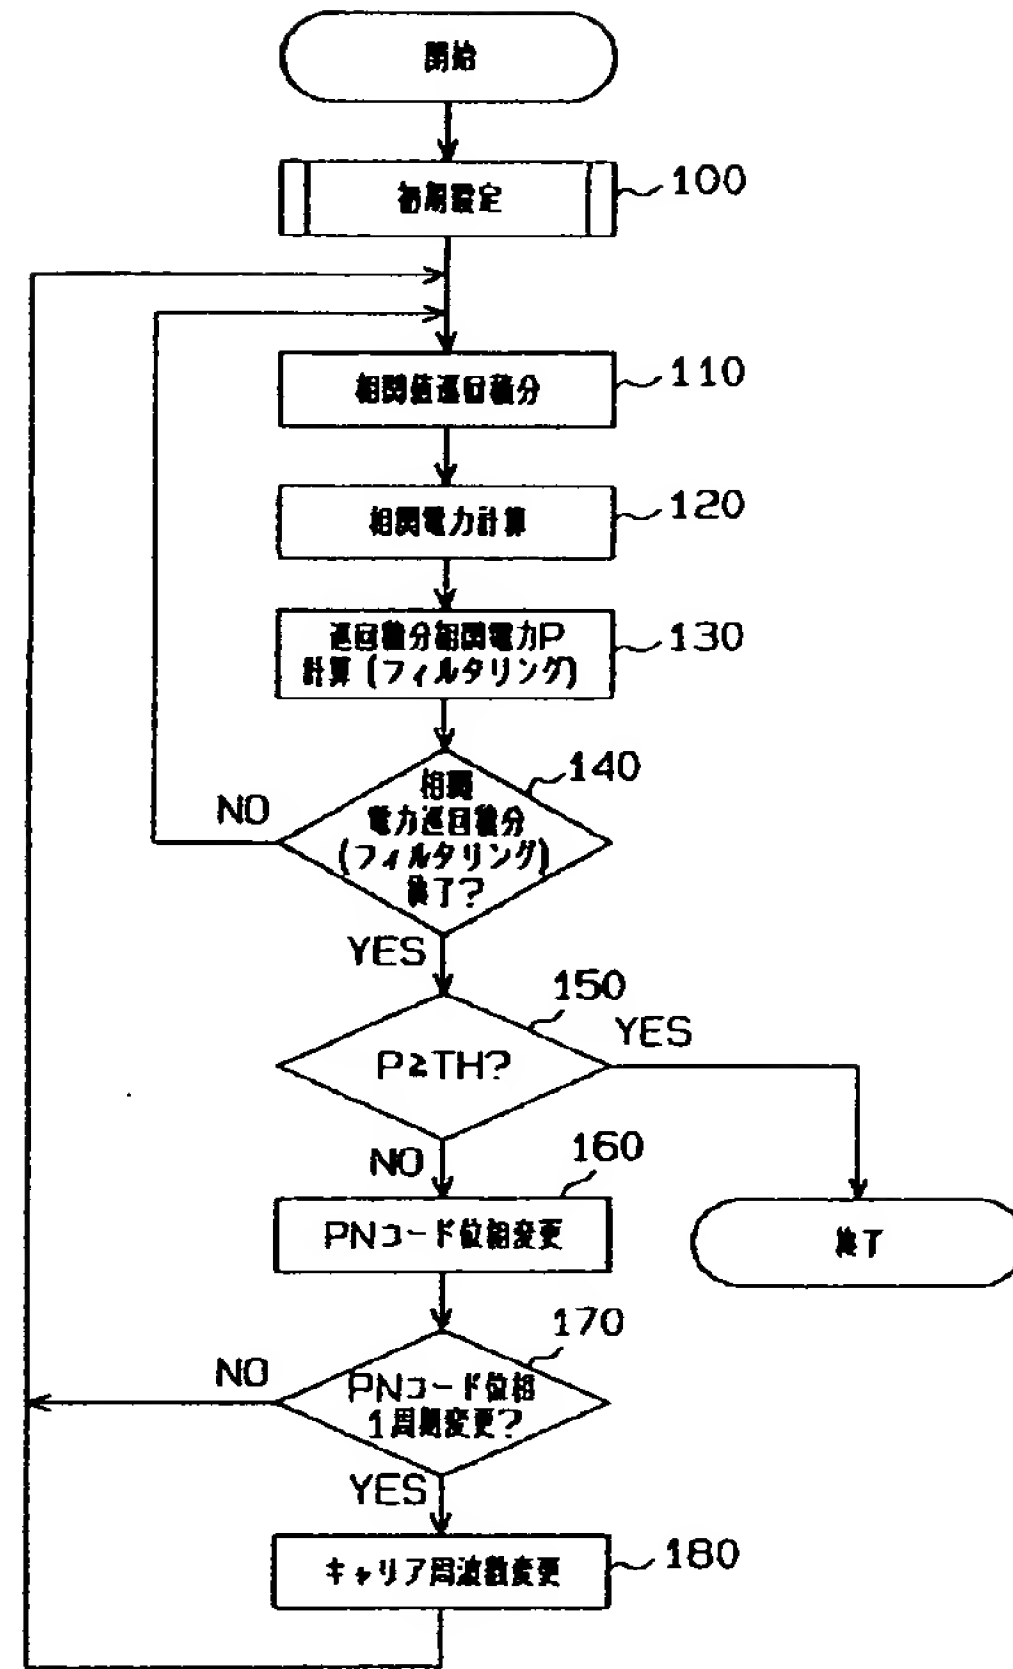 開始
初期設定
100
相関値巡回積分
110
相関電力計算
120
巡回積分相関電力P
計算(フィルタリング)
130
相関
電力巡回積分
(フィルタリング)
終了?
140
NO
YES
P≧TH?
150
YES
NO
PNコード位相変更
160
終了
PNコード位相
1周期変更?
170
NO
YES
キャリア周波数変更
180